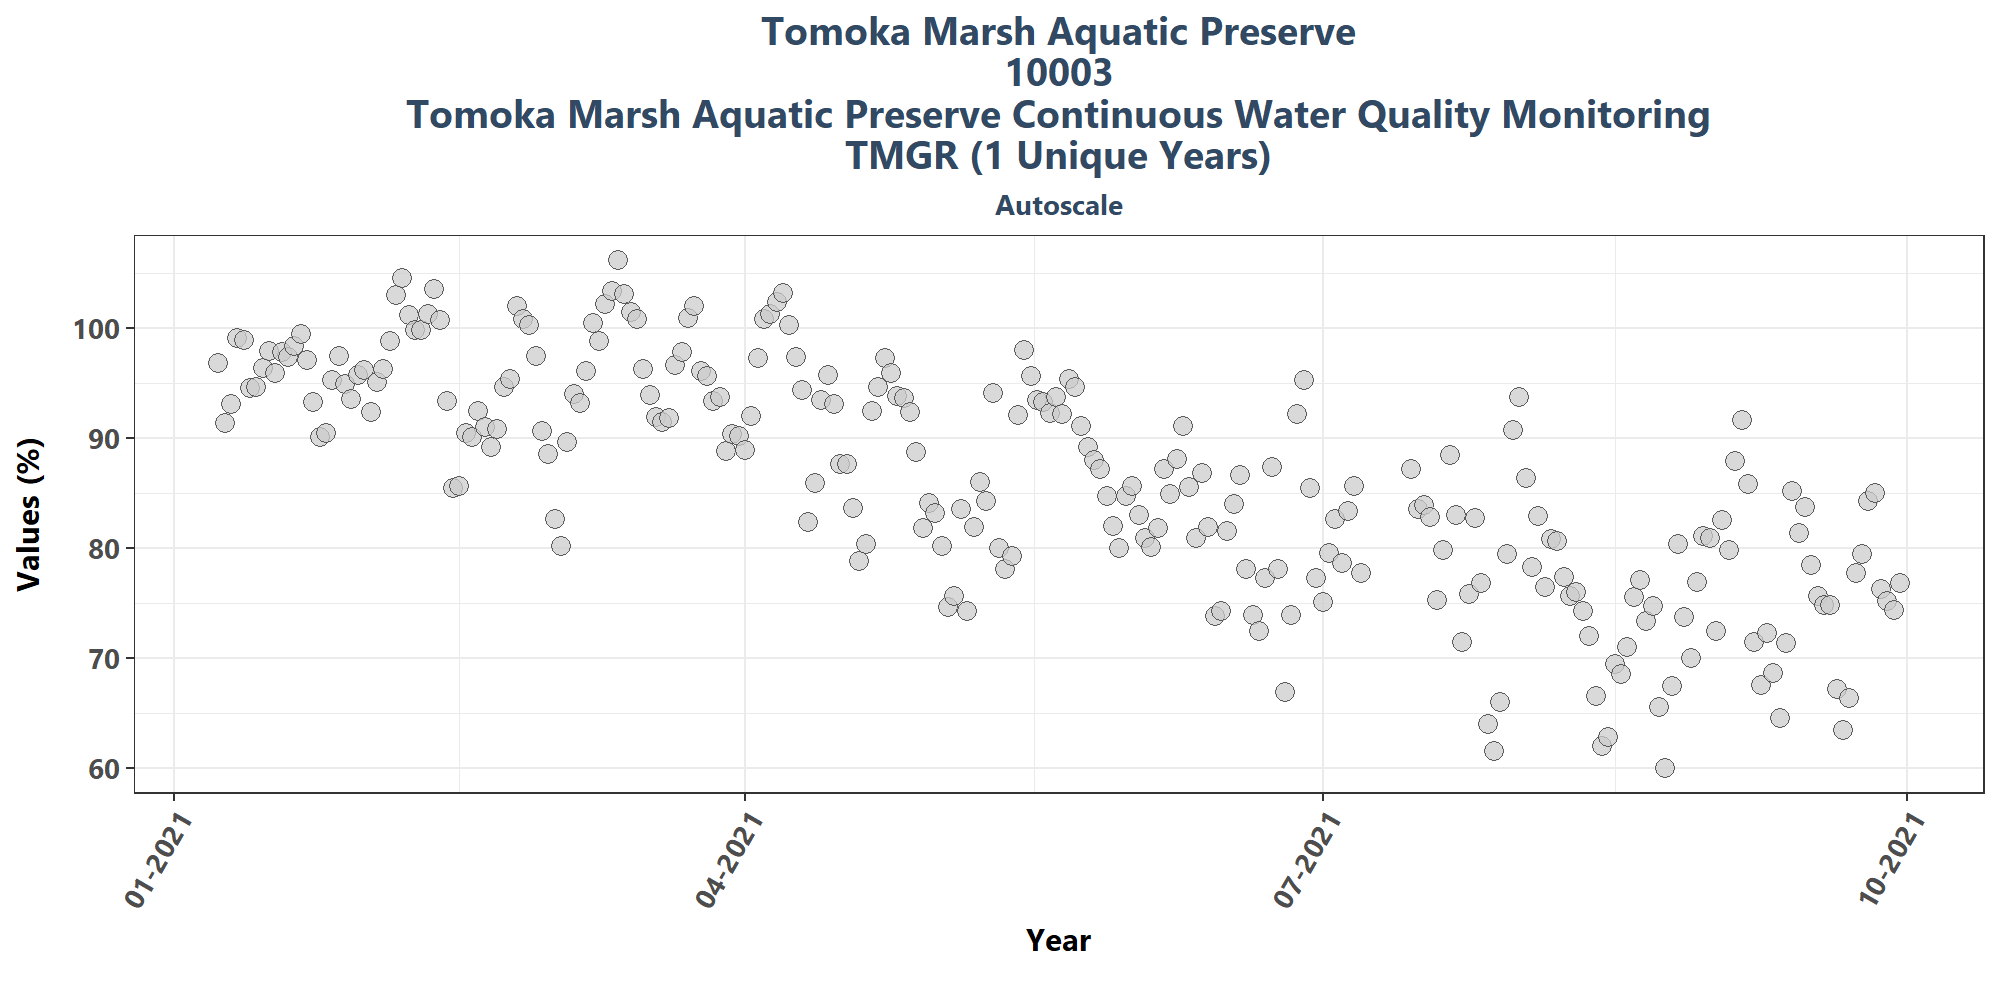 Tomoka Marsh Aquatic Preserve
10003
Tomoka Marsh Aquatic Preserve Continuous Water Quality Monitoring
TMGR (1 Unique Years)
Autoscale
Values (%)
100
90
80
70
60
01-2021
04-2021
07-2021
10-2021
Year